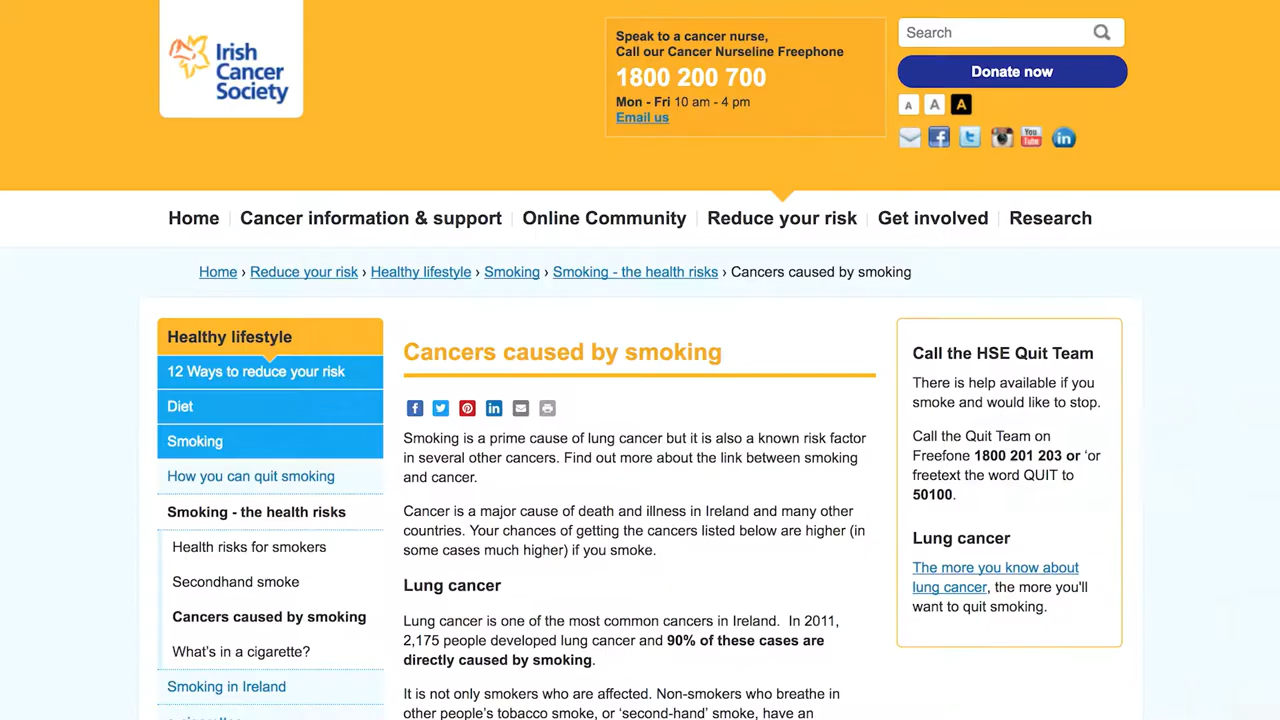 Irish
Cancer
Society
Speak to a cancer nurse,
Call our Cancer Nurseline Freephone
1800 200 700
Mon - Fri 10 am - 4 pm
Email us
Search
Donate now
A A A
You
Tube
in
Home
Cancer information & support
Online Community
Reduce your risk
Get involved
Research
Home › Reduce your risk › Healthy lifestyle › Smoking › Smoking - the health risks › Cancers caused by smoking
Healthy lifestyle
12 Ways to reduce your risk
Diet
Smoking
How you can quit smoking
Smoking - the health risks
Health risks for smokers
Secondhand smoke
Cancers caused by smoking
What's in a cigarette?
Smoking in Ireland
Cancers caused by smoking
Smoking is a prime cause of lung cancer but it is also a known risk factor
in several other cancers. Find out more about the link between smoking
and cancer.
Cancer is a major cause of death and illness in Ireland and many other
countries. Your chances of getting the cancers listed below are higher (in
some cases much higher) if you smoke.
Lung cancer
Lung cancer is one of the most common cancers in Ireland.  In 2011,
2,175 people developed lung cancer and 90% of these cases are
directly caused by smoking.
It is not only smokers who are affected. Non-smokers who breathe in
other people's tobacco smoke, or 'second-hand' smoke, have an
Call the HSE Quit Team
There is help available if you
smoke and would like to stop.
Call the Quit Team on
Freefone 1800 201 203 or 'or
freetext the word QUIT to
50100.
Lung cancer
The more you know about
lung cancer, the more you'll
want to quit smoking.